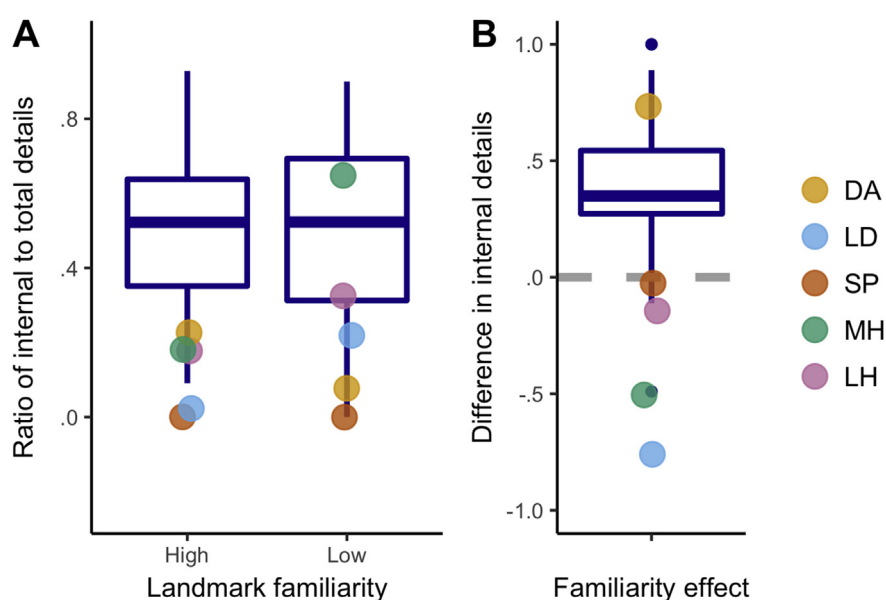 A
Ratio of internal to total details
.8
.4
.0
High
Low
Landmark familiarity
B
Difference in internal details
1.0
.5
.0
-.5
-1.0
Familiarity effect
DA
LD
SP
MH
LH